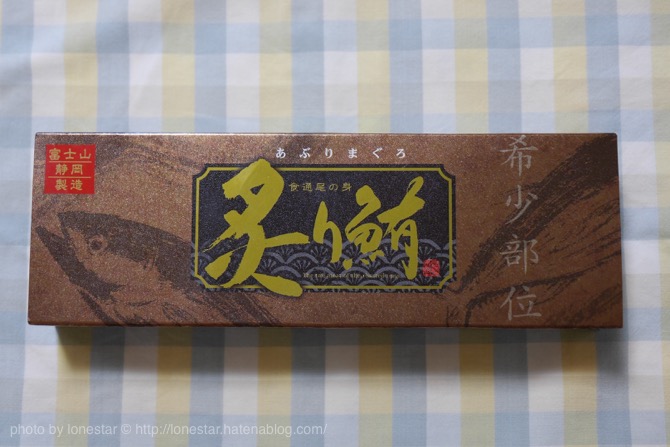 富士山
静岡
製造
あぶりまぐろ
食通尾の身
炙り鮪
希少部位
photo by lonestar © http://lonestar.hatenablog.com/